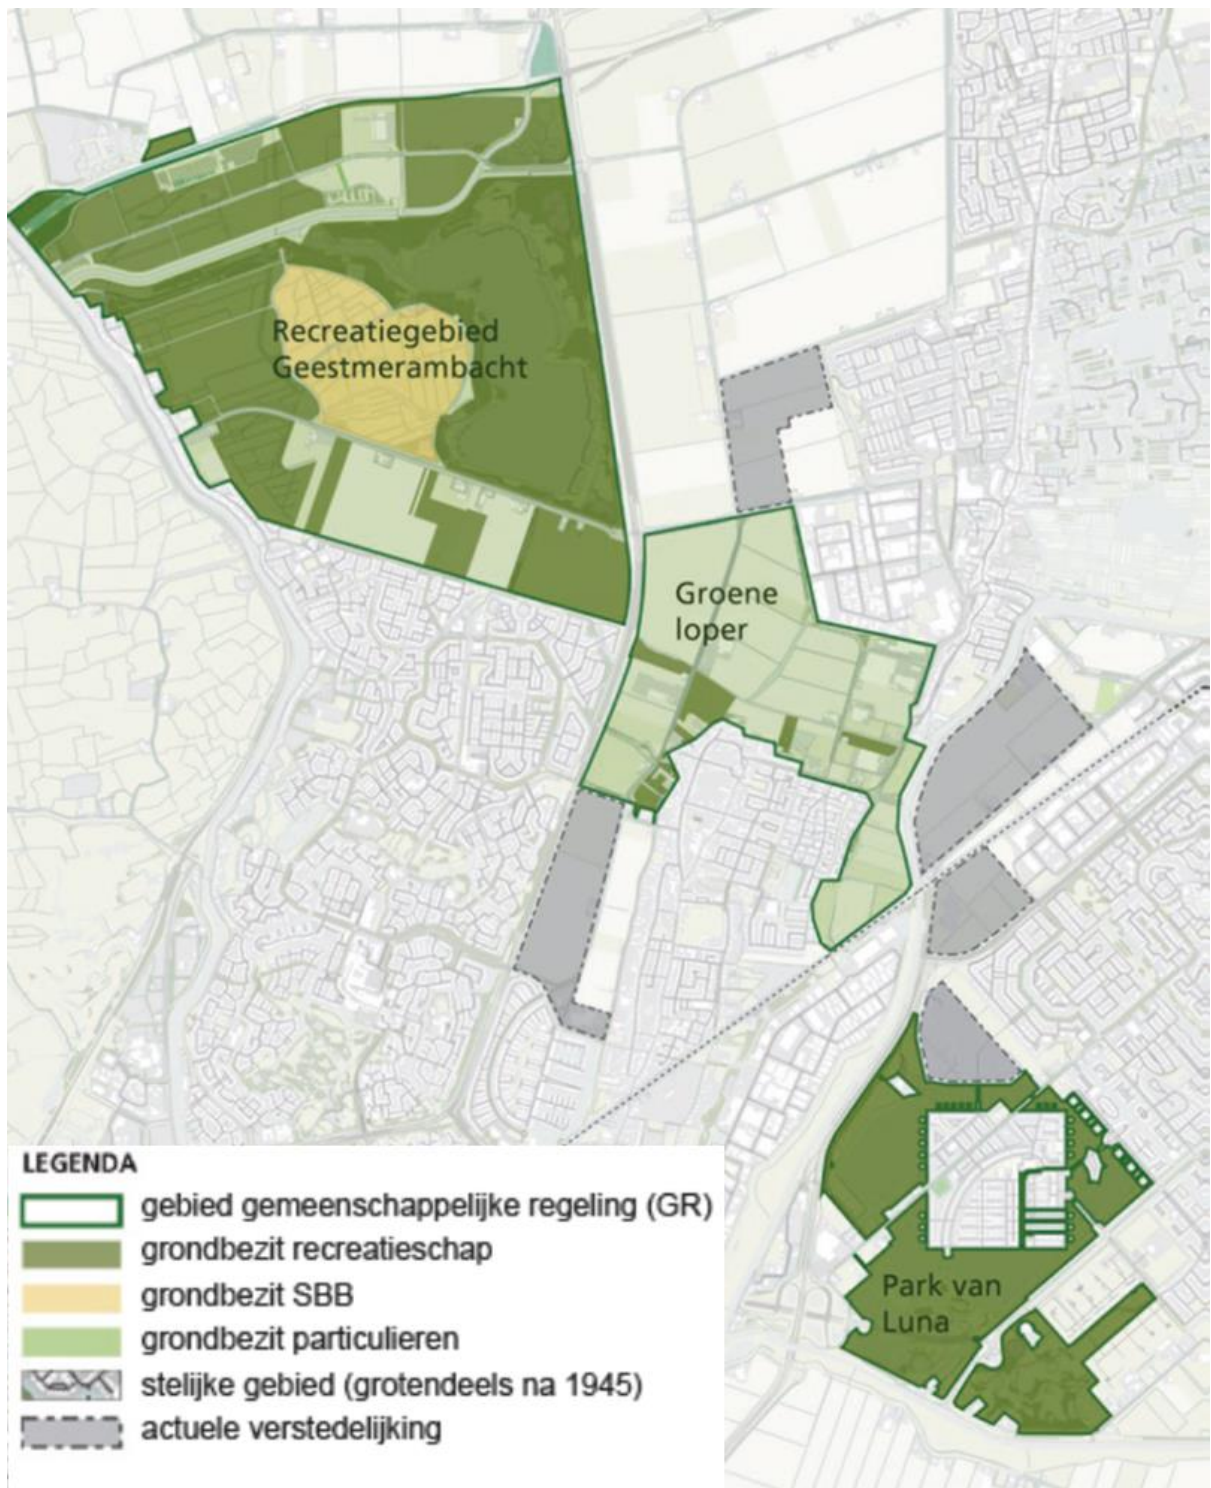 Recreatiegebied
Geestmerambacht
Groene
loper
Park van
Luna
LEGENDA
gebied gemeenschappelijke regeling (GR)
grondbezit recreatieschap
grondbezit SBB
grondbezit particulieren
stelijke gebied (grotendeels na 1945)
actuele verstedelijking